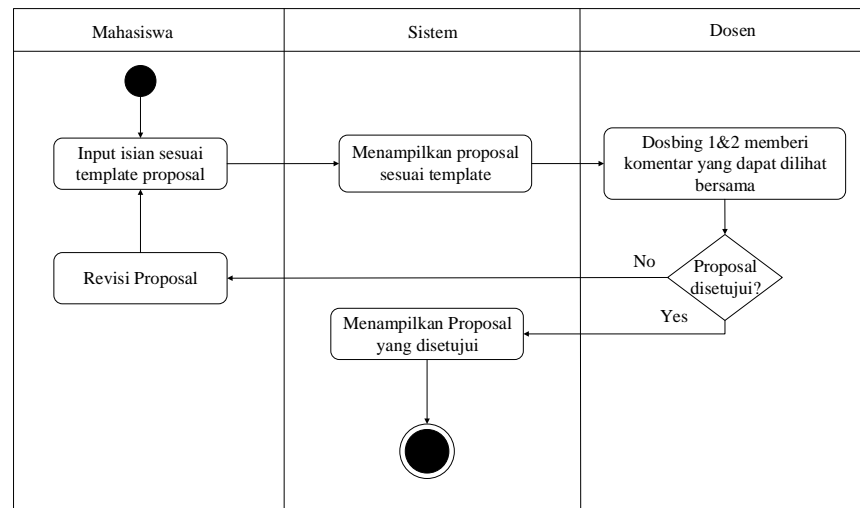 Mahasiswa
Sistem
Dosen
Input isian sesuai
template proposal
Menampilkan proposal
sesuai template
Dosbing 1&2 memberi
komentar yang dapat dilihat
bersama
Revisi Proposal
No
Proposal
disetujui?
Yes
Menampilkan Proposal
yang disetujui